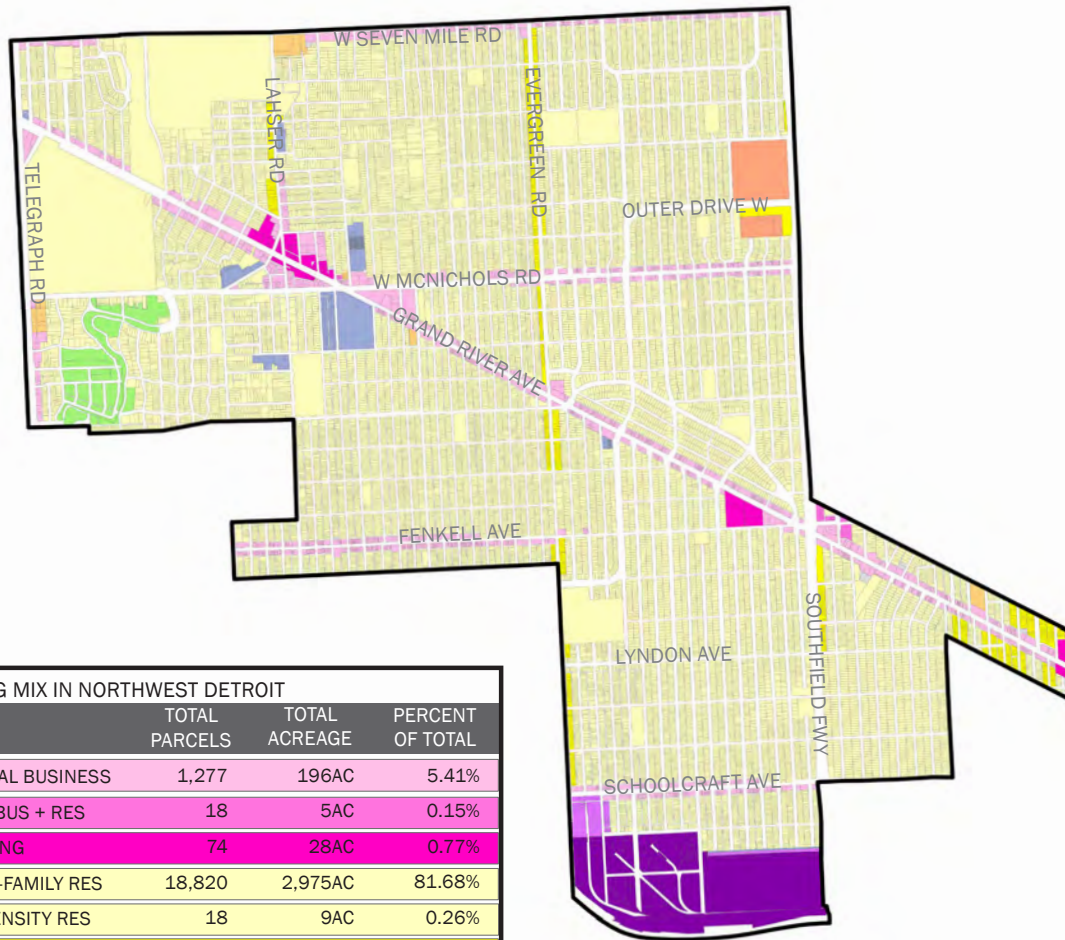 W SEVEN MILE RD
LAHSER RD
EVERGREEN RD
TELEGRAPH RD
OUTER DRIVE W
W MCNICHOLS RD
GRAND RIVER AVE
FENKELL AVE
SOUTHFIELD FWY
LYNDON AVE
SCHOOLCRAFT AVE
G MIX IN NORTHWEST DETROIT
TOTAL PARCELS TOTAL ACREAGE PERCENT OF TOTAL
AL BUSINESS 1,277 196AC 5.41%
BUS + RES 18 5AC 0.15%
NG 74 28AC 0.77%
-FAMILY RES 18,820 2,975AC 81.68%
ENSITY RES 18 9AC 0.26%